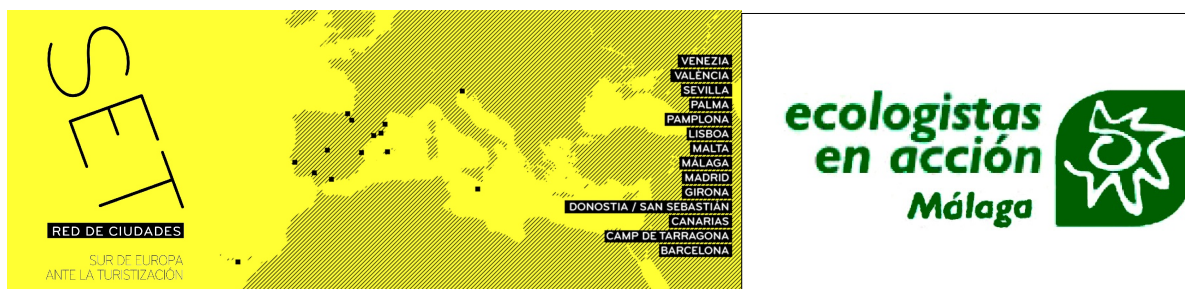 SET
RED DE CIUDADES
SUR DE EUROPA
ANTE LA TURISTIZACIÓN
VENEZIA
VALÈNCIA
SEVILLA
PALMA
PAMPLONA
LISBOA
MALTA
MÁLAGA
MADRID
GIRONA
DONOSTIA / SAN SEBASTIÁN
CANARIAS
CAMP DE TARRAGONA
BARCELONA
ecologistas
en acción
Málaga